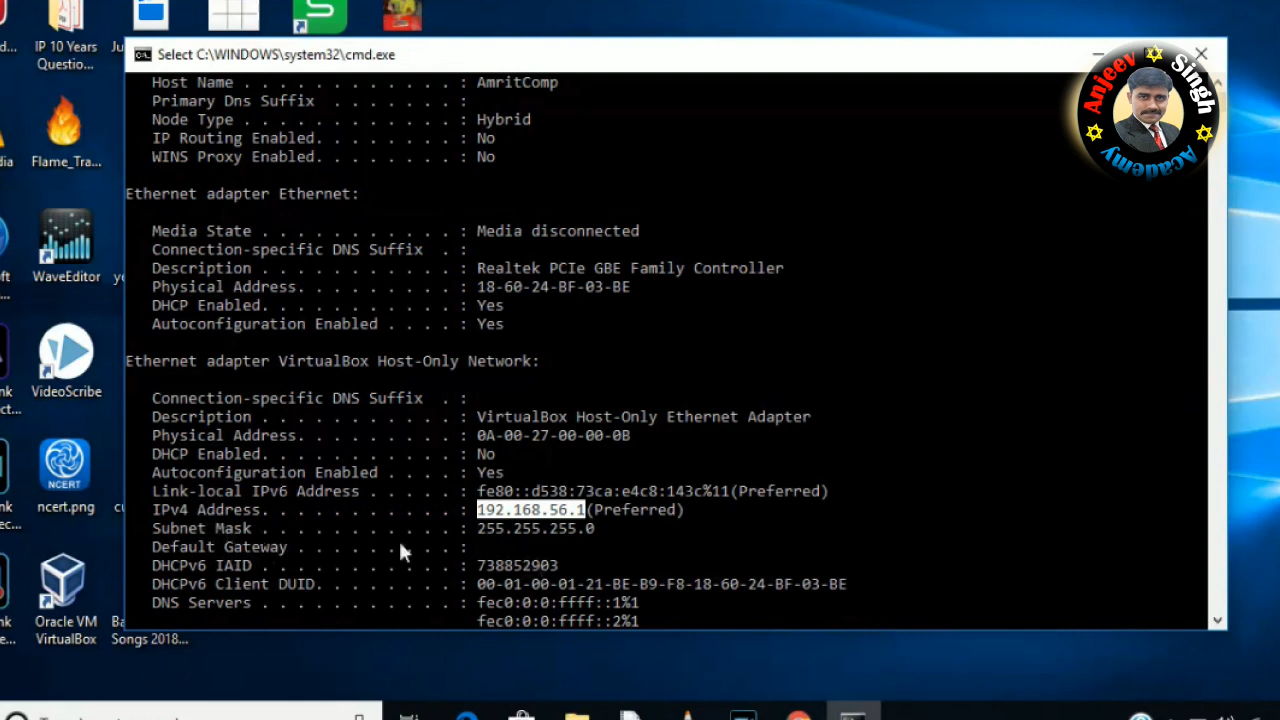 Select C:\WINDOWS\system32\cmd.exe
Host Name . . . . . . . . . . . . : AmritComp
Primary Dns Suffix . . . . . . . :
Node Type . . . . . . . . . . . . : Hybrid
IP Routing Enabled. . . . . . . . : No
WINS Proxy Enabled. . . . . . . . : No
Ethernet adapter Ethernet:
Media State . . . . . . . . . . . : Media disconnected
Connection-specific DNS Suffix . :
Description . . . . . . . . . . . : Realtek PCIe GBE Family Controller
Physical Address. . . . . . . . . : 18-60-24-BF-03-BE
DHCP Enabled. . . . . . . . . . . : Yes
Autoconfiguration Enabled . . . . : Yes
Ethernet adapter VirtualBox Host-Only Network:
Connection-specific DNS Suffix . :
Description . . . . . . . . . . . : VirtualBox Host-Only Ethernet Adapter
Physical Address. . . . . . . . . : 0A-00-27-00-00-0B
DHCP Enabled. . . . . . . . . . . : No
Autoconfiguration Enabled . . . . : Yes
Link-local IPv6 Address . . . . . : fe80::d538:73ca:e4c8:143c%11(Preferred)
IPv4 Address. . . . . . . . . . . : 192.168.56.1(Preferred)
Subnet Mask . . . . . . . . . . . : 255.255.255.0
Default Gateway . . . . . . . . . :
DHCPv6 IAID . . . . . . . . . . . : 738852903
DHCPv6 Client DUID. . . . . . . . : 00-01-00-01-21-BE-B9-F8-18-60-24-BF-03-BE
DNS Servers . . . . . . . . . . . : fec0:0:0:ffff::1%1
fec0:0:0:ffff::2%1
IP 10 Years
Questio...
Flame_Tra...
WaveEditor
VideoScribe
NCERT
ncert.png
Oracle VM
VirtualBox
Songs 2018...
Anjeev Singh
Academy